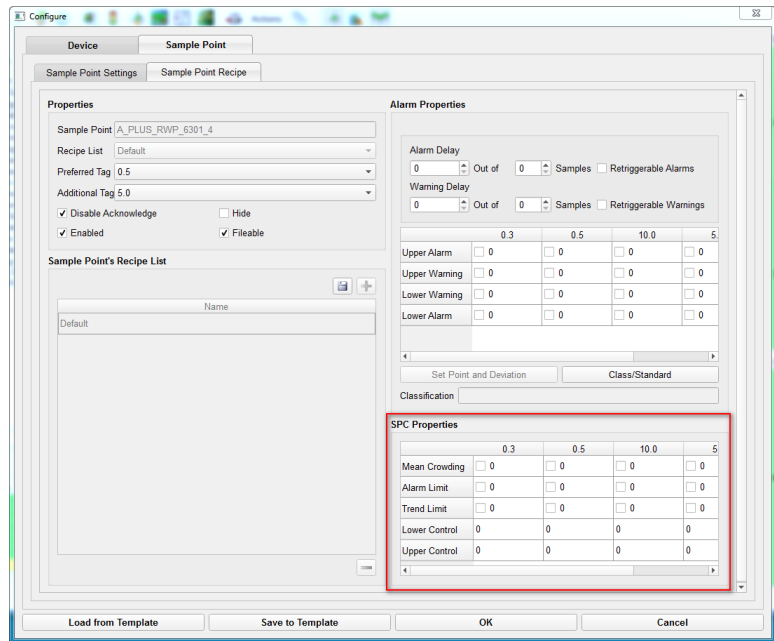 Configure
Actions
Device
Sample Point
Sample Point Settings
Sample Point Recipe
Properties
Sample Point A_PLUS_RWP_6301_4
Recipe List Default
Preferred Tag 0.5
Additional Tag 5.0
Disable Acknowledge Hide
Enabled Fileable
Sample Point's Recipe List
Name
Default
Alarm Properties
Alarm Delay
0 Out of 0 Samples Retriggerable Alarms
Warning Delay
0 Out of 0 Samples Retriggerable Warnings
0.3 0.5 10.0 5.
Upper Alarm 0 0 0 0
Upper Warning 0 0 0 0
Lower Warning 0 0 0 0
Lower Alarm 0 0 0 0
Set Point and Deviation Class/Standard
Classification
SPC Properties
0.3 0.5 10.0 5
Mean Crowding 0 0 0 0
Alarm Limit 0 0 0 0
Trend Limit 0 0 0 0
Lower Control 0 0 0 0
Upper Control 0 0 0 0
Load from Template Save to Template OK Cancel